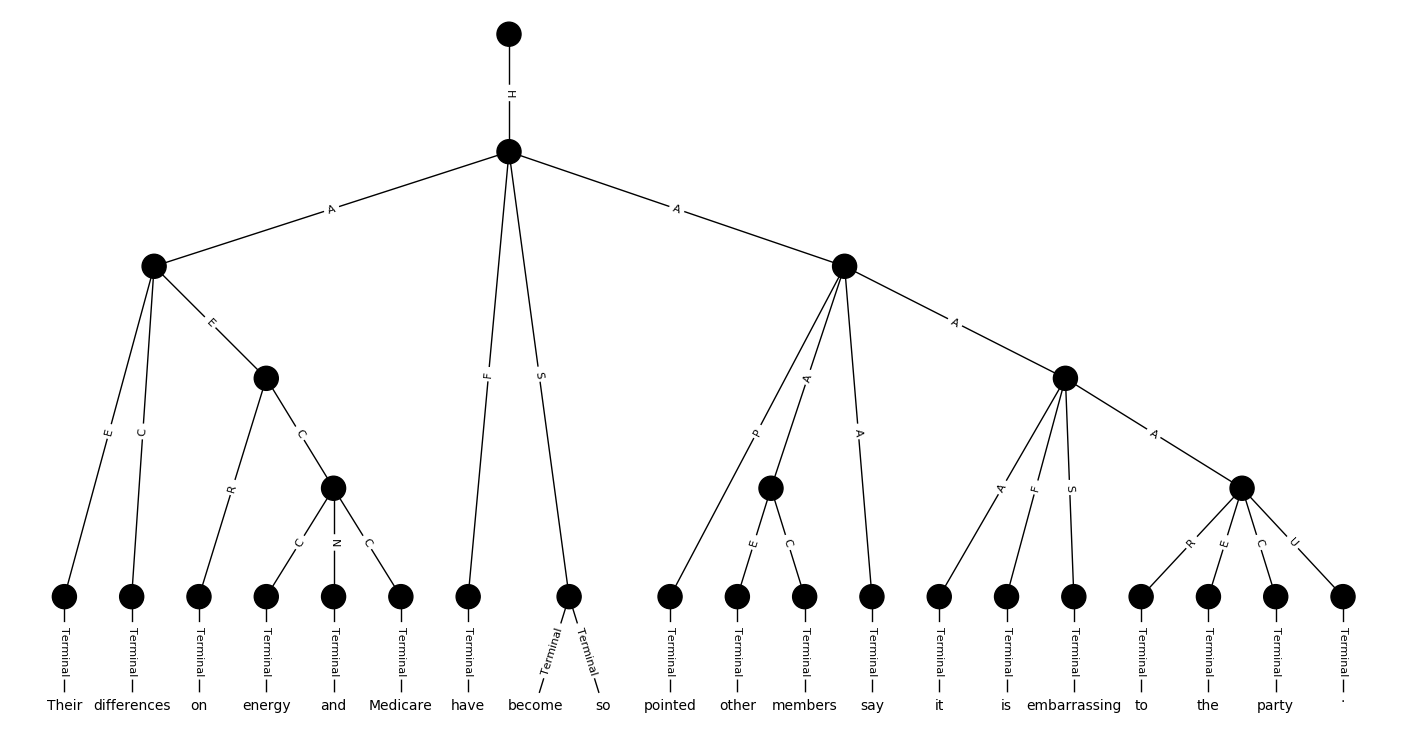 H
A A
E A
F S
P A
E C C A A
R C A F S A
C N C E C R E C U
Terminal Terminal Terminal Terminal Terminal Terminal Terminal Terminal Terminal Terminal Terminal Terminal Terminal Terminal Terminal Terminal Terminal Terminal Terminal Terminal
Their differences on energy and Medicare have become so pointed other members say it is embarrassing to the party .